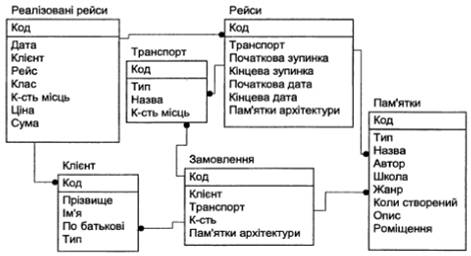 Реалізовані рейси
Код
Дата
Клієнт
Рейс
Клас
К-сть місць
Ціна
Сума
Транспорт
Код
Тип
Назва
К-сть місць
Рейси
Код
Транспорт
Початкова зупинка
Кінцева зупинка
Початкова дата
Кінцева дата
Пам'ятки архітектури
Пам'ятки
Код
Тип
Назва
Автор
Школа
Жанр
Коли створений
Опис
Роміщення
Клієнт
Код
Прізвище
Ім'я
По батькові
Тип
Замовлення
Код
Клієнт
Транспорт
К-сть
Пам'ятки архітектури